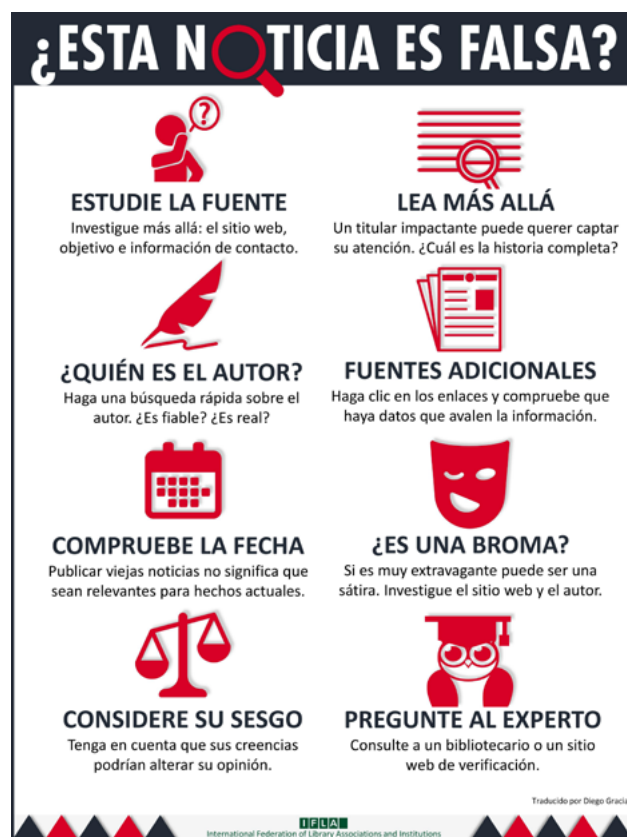 ¿ESTA NOTICIA ES FALSA?
ESTUDIE LA FUENTE
Investigue más allá: el sitio web,
objetivo e información de contacto.
LEA MÁS ALLÁ
Un titular impactante puede querer captar
su atención. ¿Cuál es la historia completa?
¿QUIÉN ES EL AUTOR?
Haga una búsqueda rápida sobre el
autor. ¿Es fiable? ¿Es real?
FUENTES ADICIONALES
Haga clic en los enlaces y compruebe que
haya datos que avalen la información.
COMPRUEBE LA FECHA
Publicar viejas noticias no significa que
sean relevantes para hechos actuales.
¿ES UNA BROMA?
Si es muy extravagante puede ser una
sátira. Investigue el sitio web y el autor.
CONSIDERE SU SESGO
Tenga en cuenta que sus creencias
podrían alterar su opinión.
PREGUNTE AL EXPERTO
Consulte a un bibliotecario o un sitio
web de verificación.
Traducido por Diego Gracia
IFLA
International Federation of Library Associations and Institutions